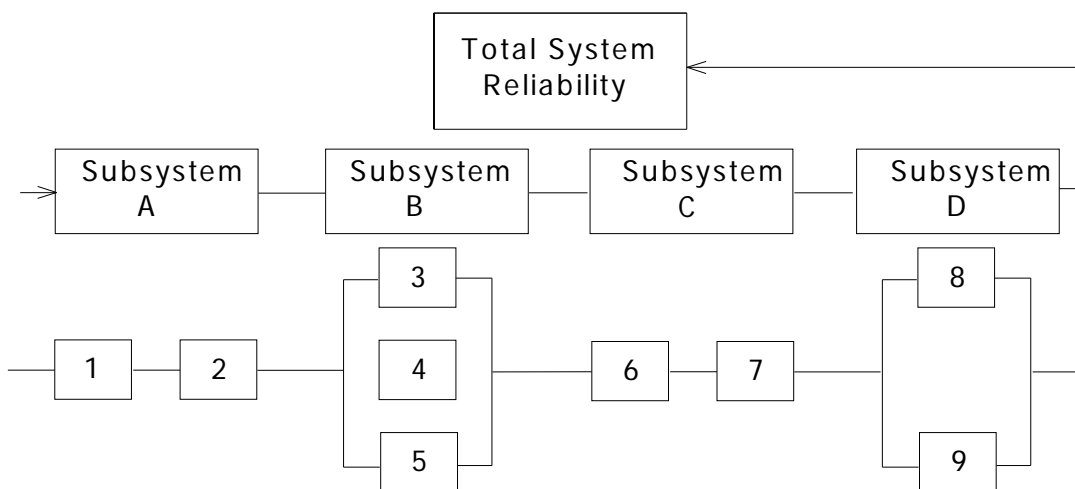 Total System
Reliability
Subsystem
A
Subsystem
B
Subsystem
C
Subsystem
D
3
8
1
2
4
6
7
5
9